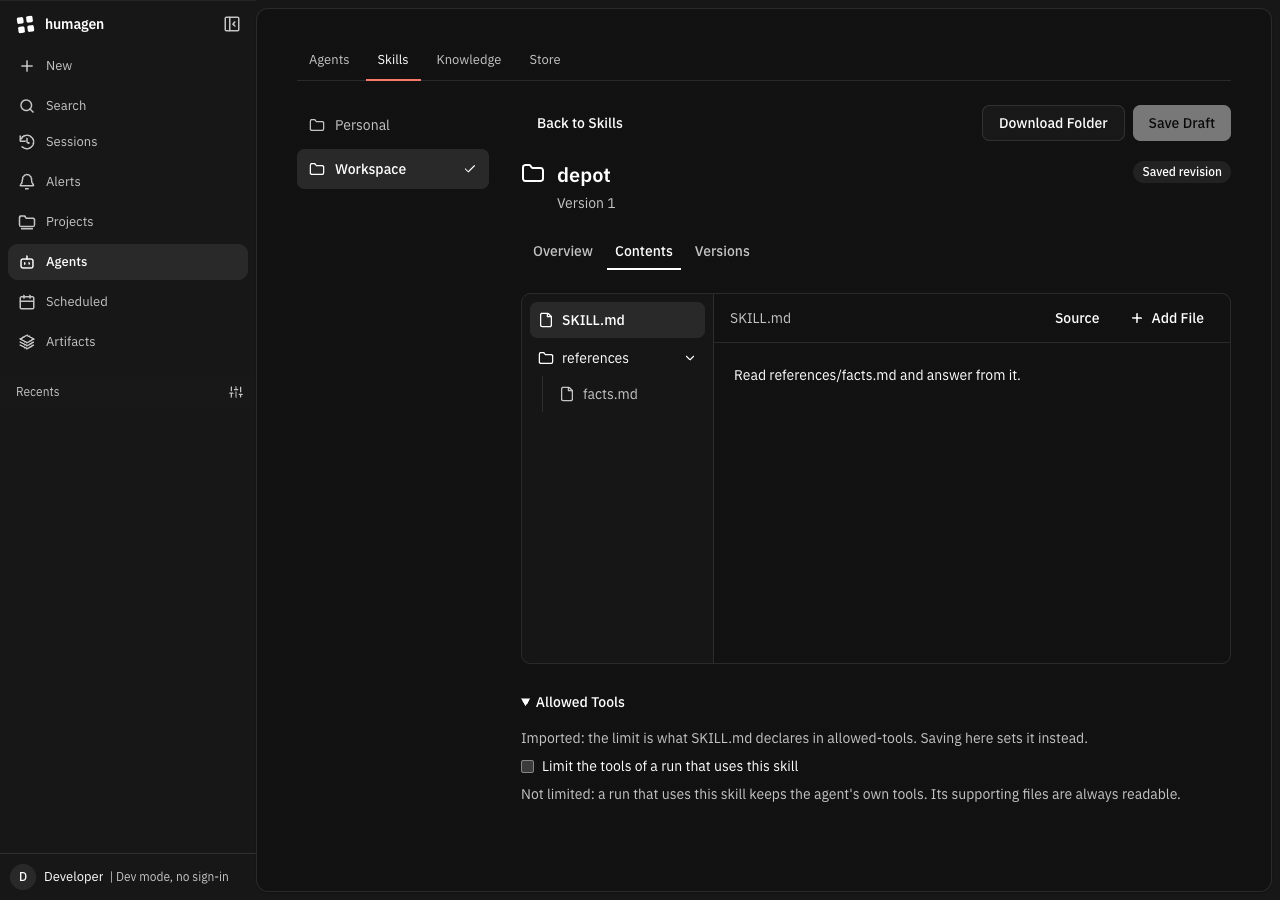 humagen
New
Search
Sessions
Alerts
Projects
Agents
Scheduled
Artifacts
Recents
D
Developer | Dev mode, no sign-in
Agents
Skills
Knowledge
Store
Personal
Workspace
Back to Skills
Download Folder
Save Draft
depot
Saved revision
Version 1
Overview
Contents
Versions
SKILL.md
references
facts.md
SKILL.md
Source
Add File
Read references/facts.md and answer from it.
Allowed Tools
Imported: the limit is what SKILL.md declares in allowed-tools. Saving here sets it instead.
Limit the tools of a run that uses this skill
Not limited: a run that uses this skill keeps the agent's own tools. Its supporting files are always readable.